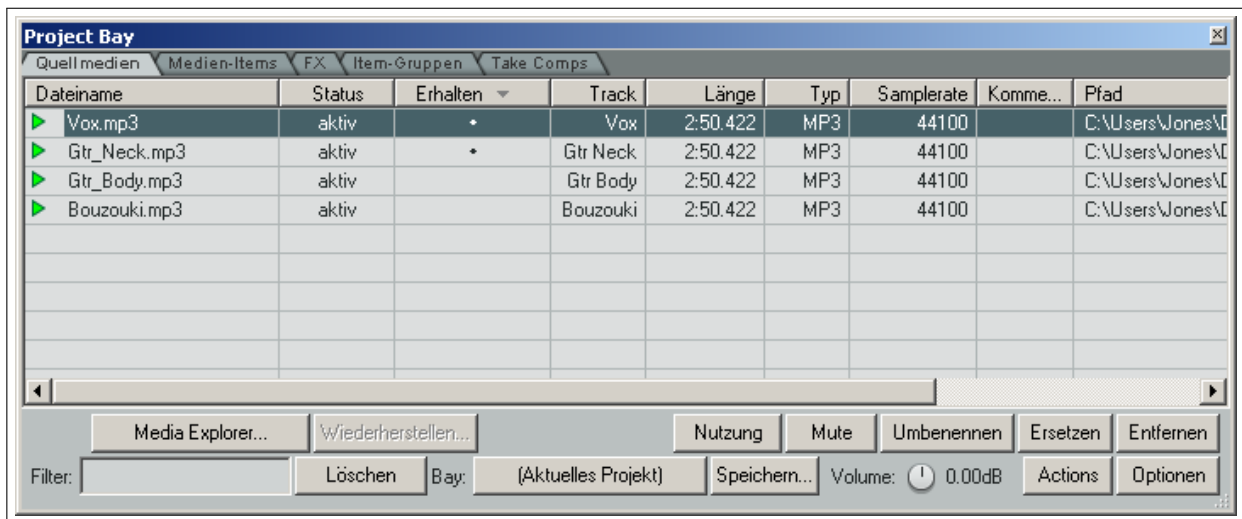 Project Bay
Quellmedien Medien-Items FX Item-Gruppen Take Comps
Dateiname Status Erhalten Track Länge Typ Samplerate Komme... Pfad
Vox.mp3 aktiv • Vox 2:50.422 MP3 44100 C:\Users\Jones\D
Gtr_Neck.mp3 aktiv • Gtr Neck 2:50.422 MP3 44100 C:\Users\Jones\D
Gtr_Body.mp3 aktiv Gtr Body 2:50.422 MP3 44100 C:\Users\Jones\D
Bouzouki.mp3 aktiv Bouzouki 2:50.422 MP3 44100 C:\Users\Jones\D
Media Explorer... Wiederherstellen... Nutzung Mute Umbenennen Ersetzen Entfernen
Filter: Löschen Bay: (Aktuelles Projekt) Speichern... Volume: 0.00dB Actions Optionen